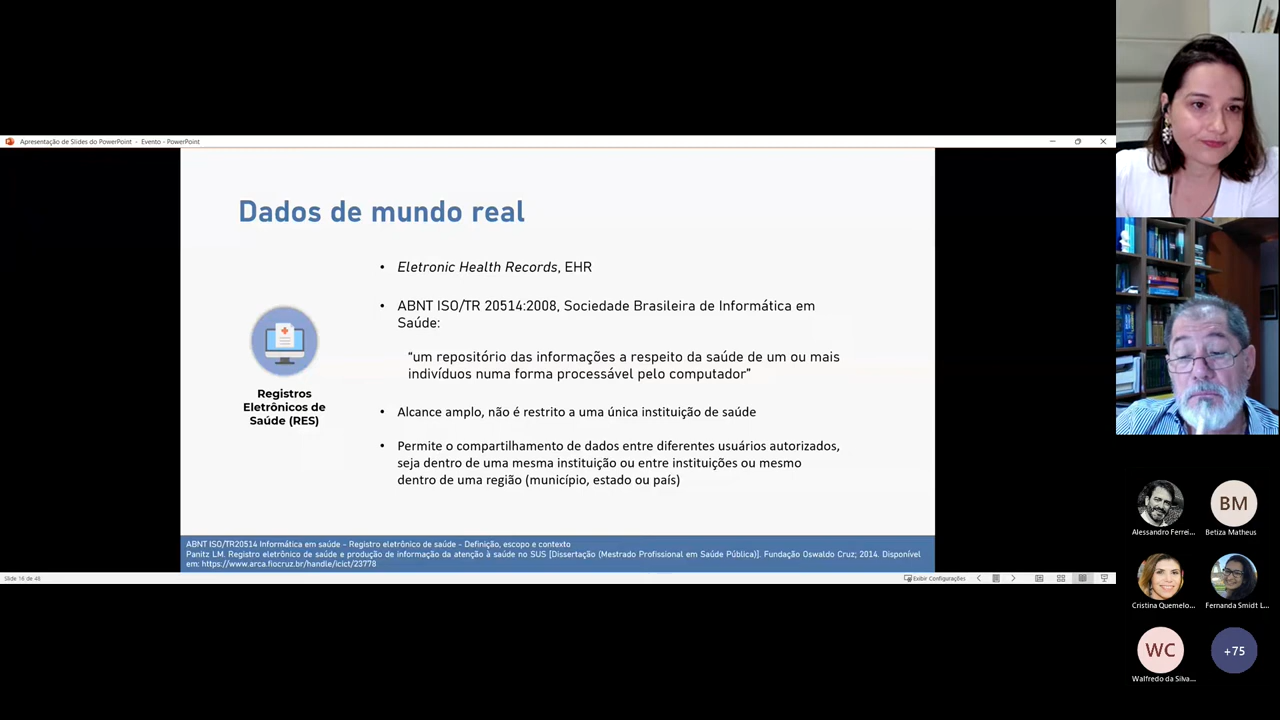 Apresentação de Slides do PowerPoint - Evento - PowerPoint
Dados de mundo real
• Eletronic Health Records, EHR
• ABNT ISO/TR 20514:2008, Sociedade Brasileira de Informática em
Saúde:
“um repositório das informações a respeito da saúde de um ou mais
indivíduos numa forma processável pelo computador”
Registros
Eletrônicos de
Saúde (RES)
• Alcance amplo, não é restrito a uma única instituição de saúde
• Permite o compartilhamento de dados entre diferentes usuários autorizados,
seja dentro de uma mesma instituição ou entre instituições ou mesmo
dentro de uma região (município, estado ou país)
ABNT ISO/TR20514 Informática em saúde - Registro eletrônico de saúde - Definição, escopo e contexto
Panitz LM. Registro eletrônico de saúde e produção de informação da atenção à saúde no SUS [Dissertação (Mestrado Profissional em Saúde Pública)]. Fundação Oswaldo Cruz; 2014. Disponível
em: https://www.arca.fiocruz.br/handle/icict/23778
Slide 16 de 48
Exibir Configurações
BM
Alessandro Ferrei...
Betiza Matheus
Cristina Quemelo...
Fernanda Smidt L...
WC
+75
Walfredo da Silva...